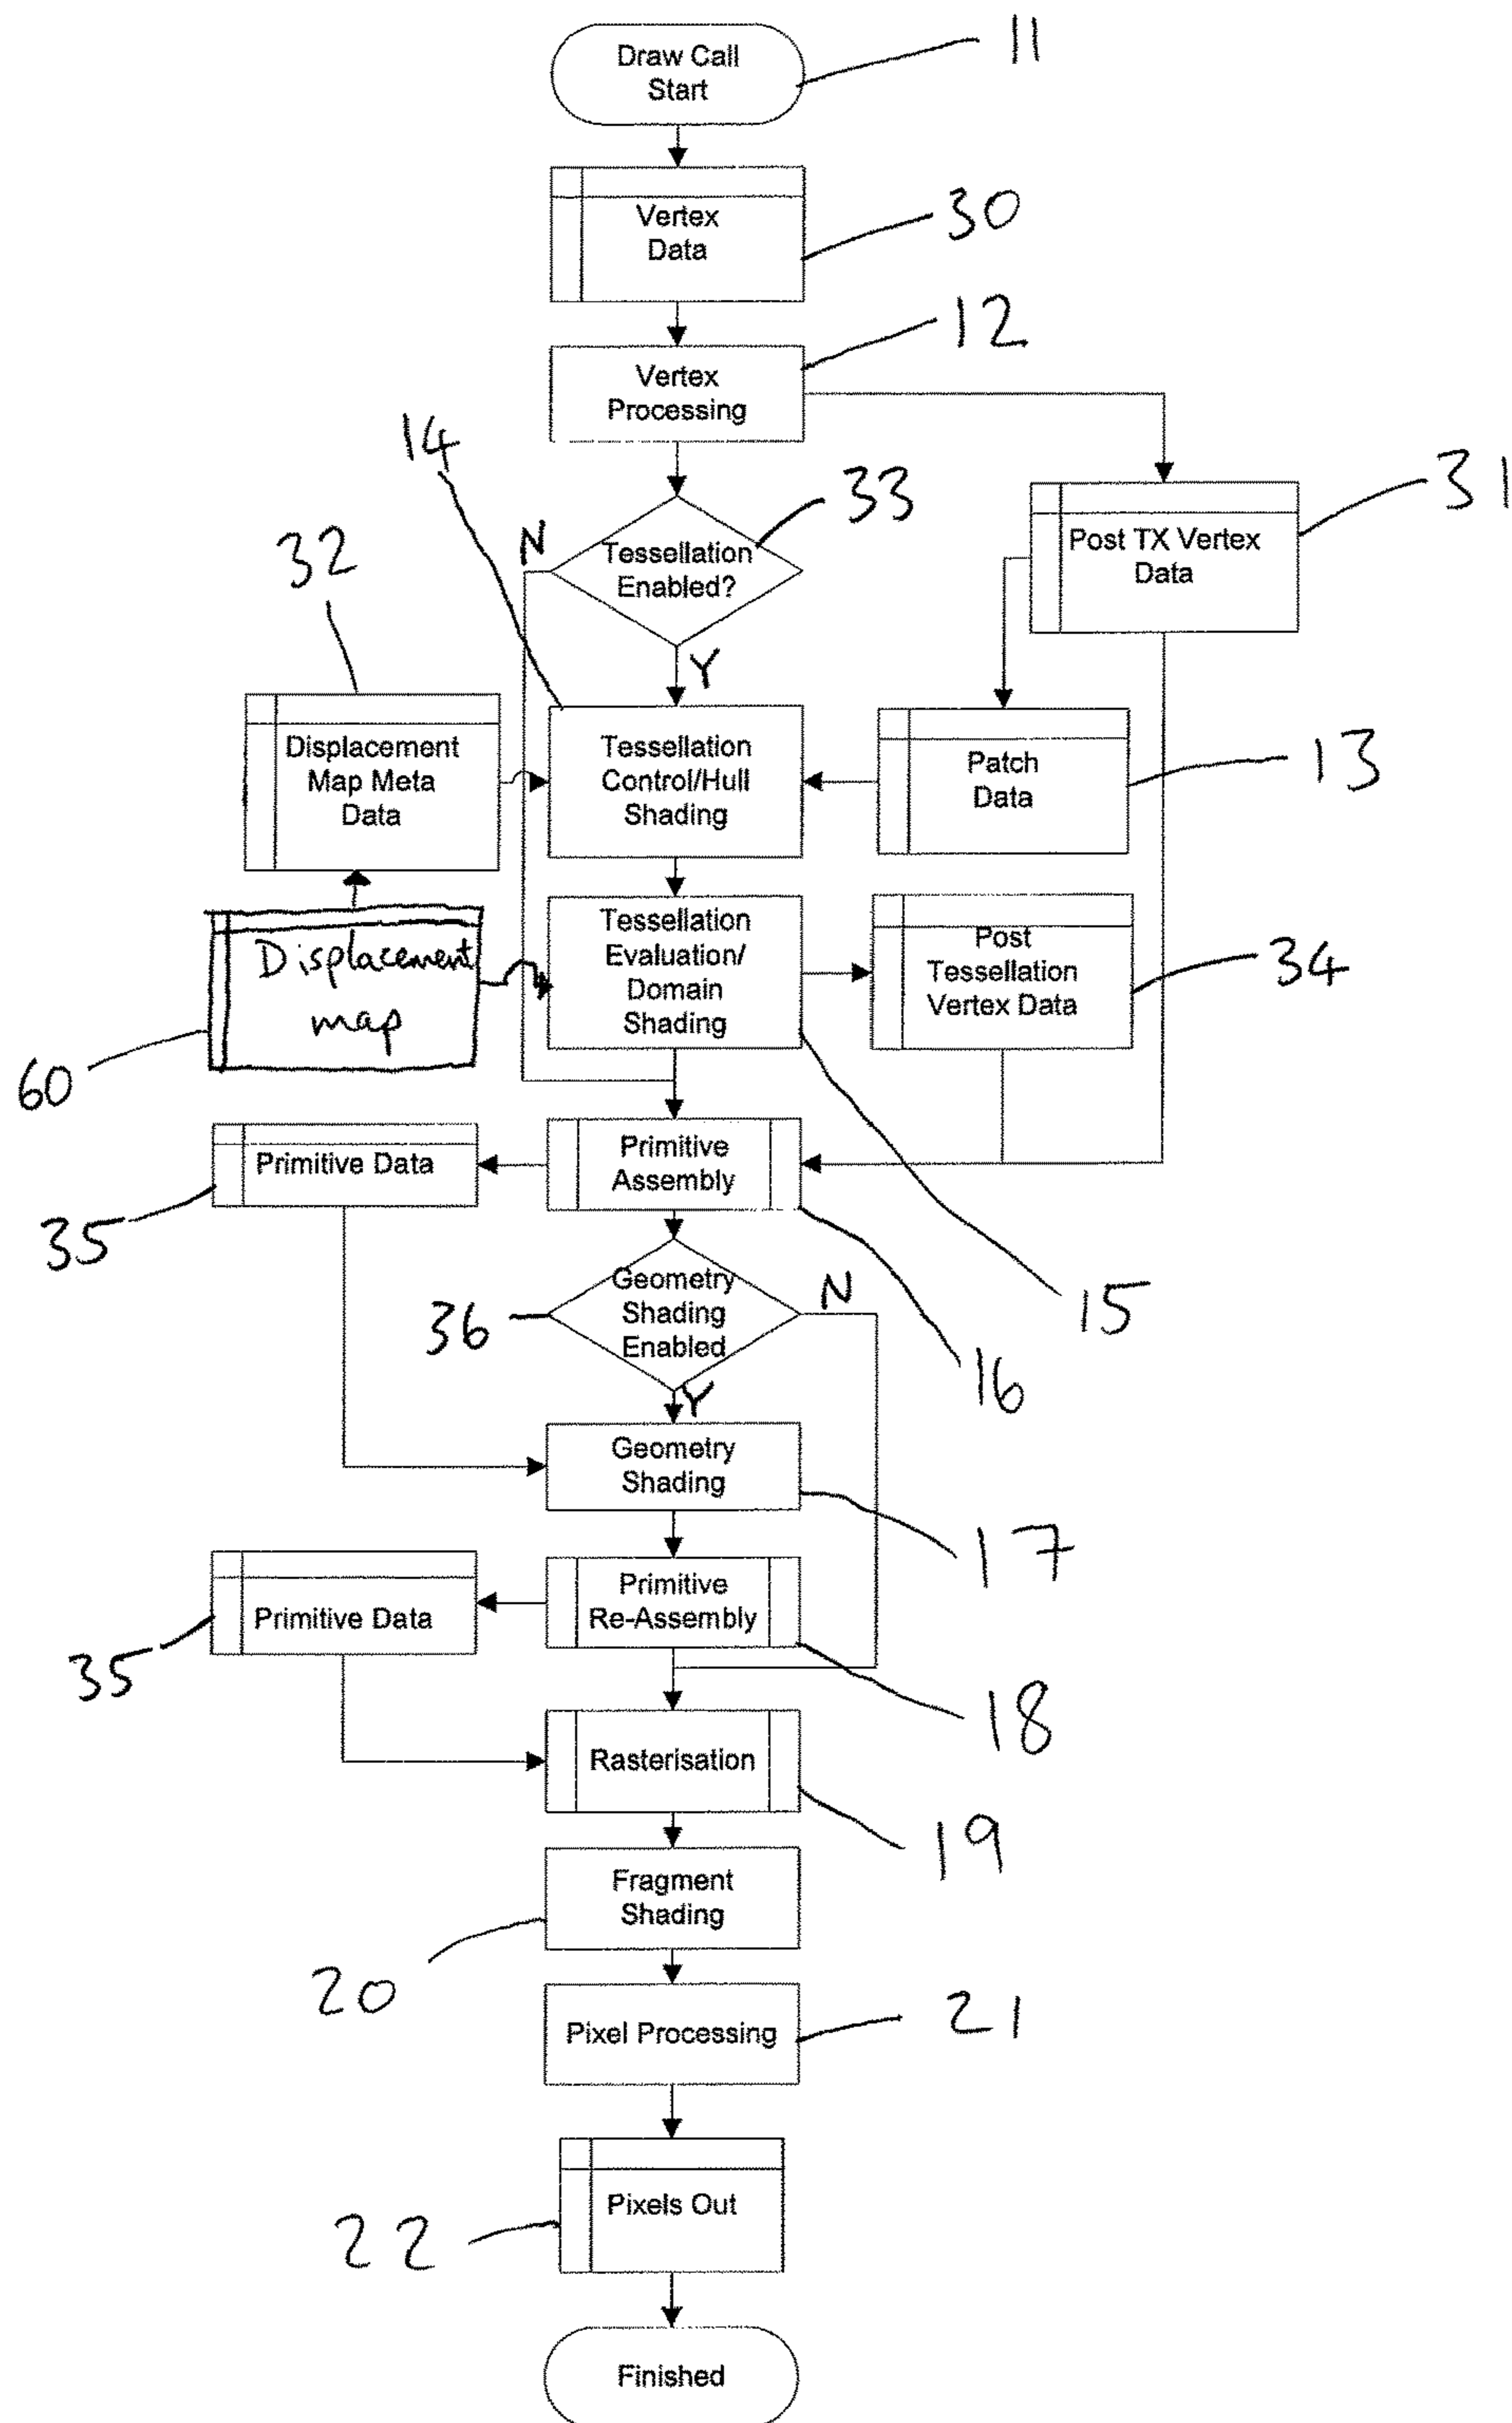 Draw Call
Start
11
Vertex
Data
30
Vertex
Processing
12
14
33
31
Tessellation
Enabled?
N
Y
Post TX Vertex
Data
32
Displacement
Map Meta
Data
Tessellation
Control/Hull
Shading
Patch
Data
13
Displacement
map
60
Tessellation
Evaluation/
Domain
Shading
Post
Tessellation
Vertex Data
34
Primitive Data
35
Primitive
Assembly
15
16
36
Geometry
Shading
Enabled
N
Y
Geometry
Shading
17
Primitive Data
35
Primitive
Re-Assembly
18
Rasterisation
19
Fragment
Shading
20
Pixel Processing
21
Pixels Out
22
Finished